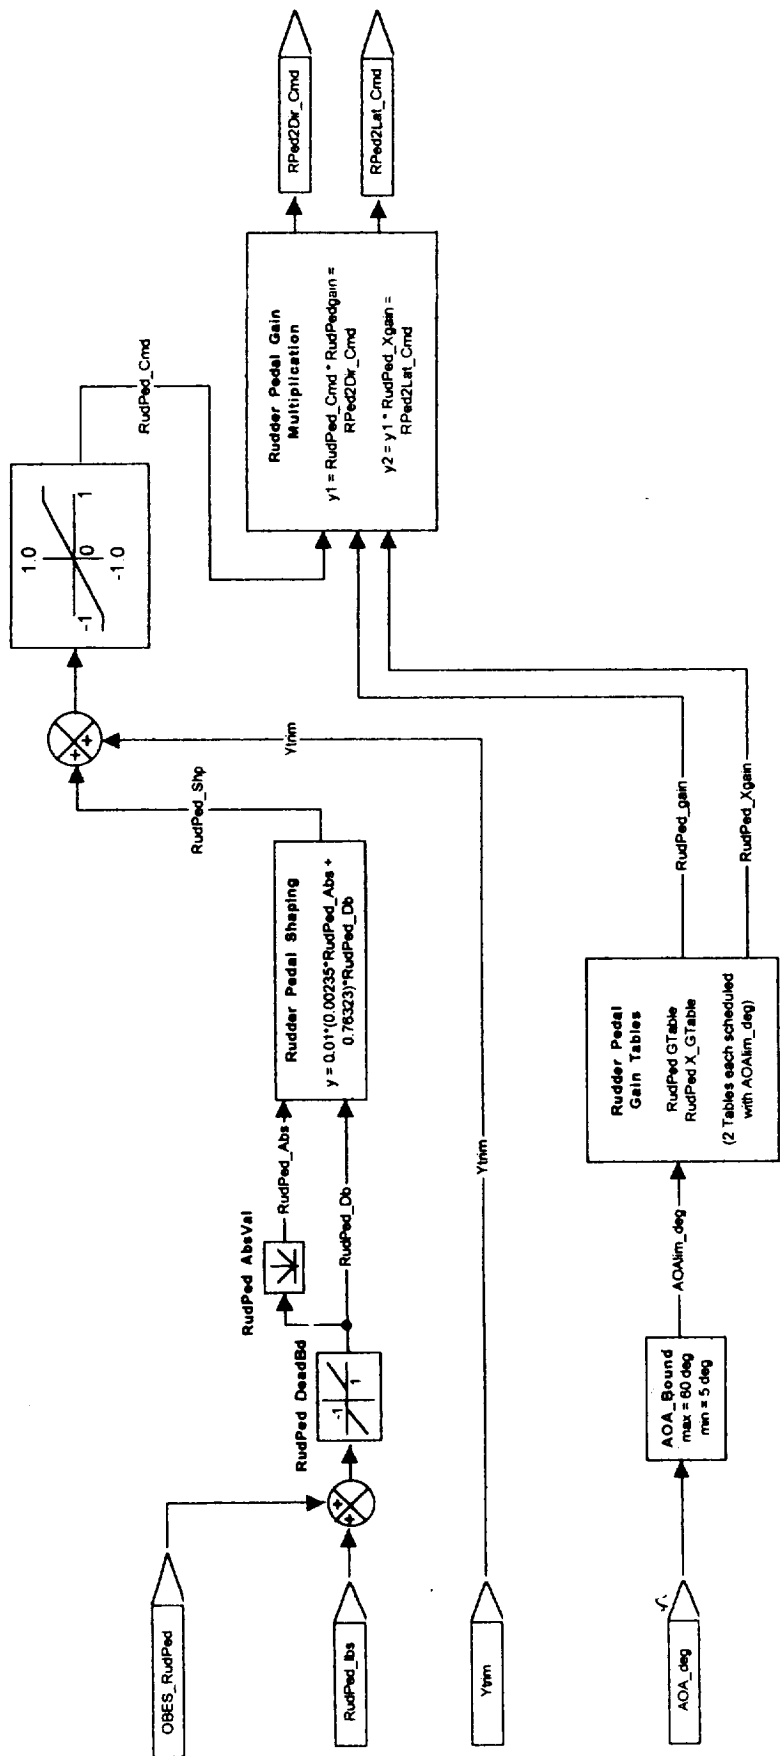 OBES_RudPed
RudPed_lbs
Ytrim
AOA_deg
+
+
RudPed DeadBd
-1
1
RudPed AbsVal
RudPed_Abs
RudPed_Db
Rudder Pedal Shaping
y = 0.01*(0.00235*RudPed_Abs +
0.76323)*RudPed_Db
RudPed_Shp
Ytrim
Ytrim
+
+
1.0
-1
0
1
-1.0
RudPed_Cmd
AOA_Bound
max = 60 deg
min = 5 deg
AOAlim_deg
Rudder Pedal
Gain Tables
RudPed GTable
RudPed X_GTable
(2 Tables each scheduled
with AOAlim_deg)
RudPed_gain
RudPed_Xgain
Rudder Pedal Gain
Multiplication
y1 = RudPed_Cmd * RudPedgain =
RPed2Dir_Cmd
y2 = y1 * RudPed_Xgain =
RPed2Lat_Cmd
RPed2Dir_Cmd
RPed2Lat_Cmd